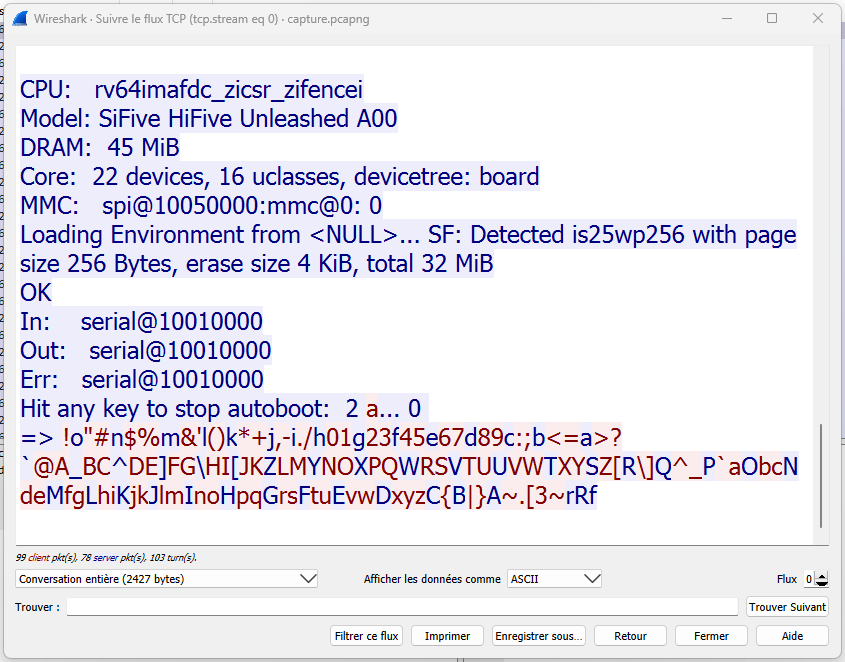 Wireshark · Suivre le flux TCP (tcp.stream eq 0) · capture.pcapng
CPU: rv64imafdc_zicsr_zifencei
Model: SiFive HiFive Unleashed A00
DRAM: 45 MiB
Core: 22 devices, 16 uclasses, devicetree: board
MMC: spi@10050000:mmc@0: 0
Loading Environment from <NULL>... SF: Detected is25wp256 with page
size 256 Bytes, erase size 4 KiB, total 32 MiB
OK
In: serial@10010000
Out: serial@10010000
Err: serial@10010000
Hit any key to stop autoboot: 2 a... 0
=> !o"#n$%m&'l()k*+j,-i./h01g23f45e67d89c:;b<=a>?
`@A_BC^DE]FG\HI[JKZLMYNOXPQWRSVTUUVWTXYSZ[R\]Q^_P`aObcN
deMfgLhiKjkJlmInoHpqGrsFtuEvwDxyzC{B|}A~.[3~rRf
99 client pkt(s), 78 server pkt(s), 103 turn(s).
Conversation entière (2427 bytes) Afficher les données comme ASCII Flux 0
Trouver : Trouver Suivant
Filtrer ce flux Imprimer Enregistrer sous... Retour Fermer Aide